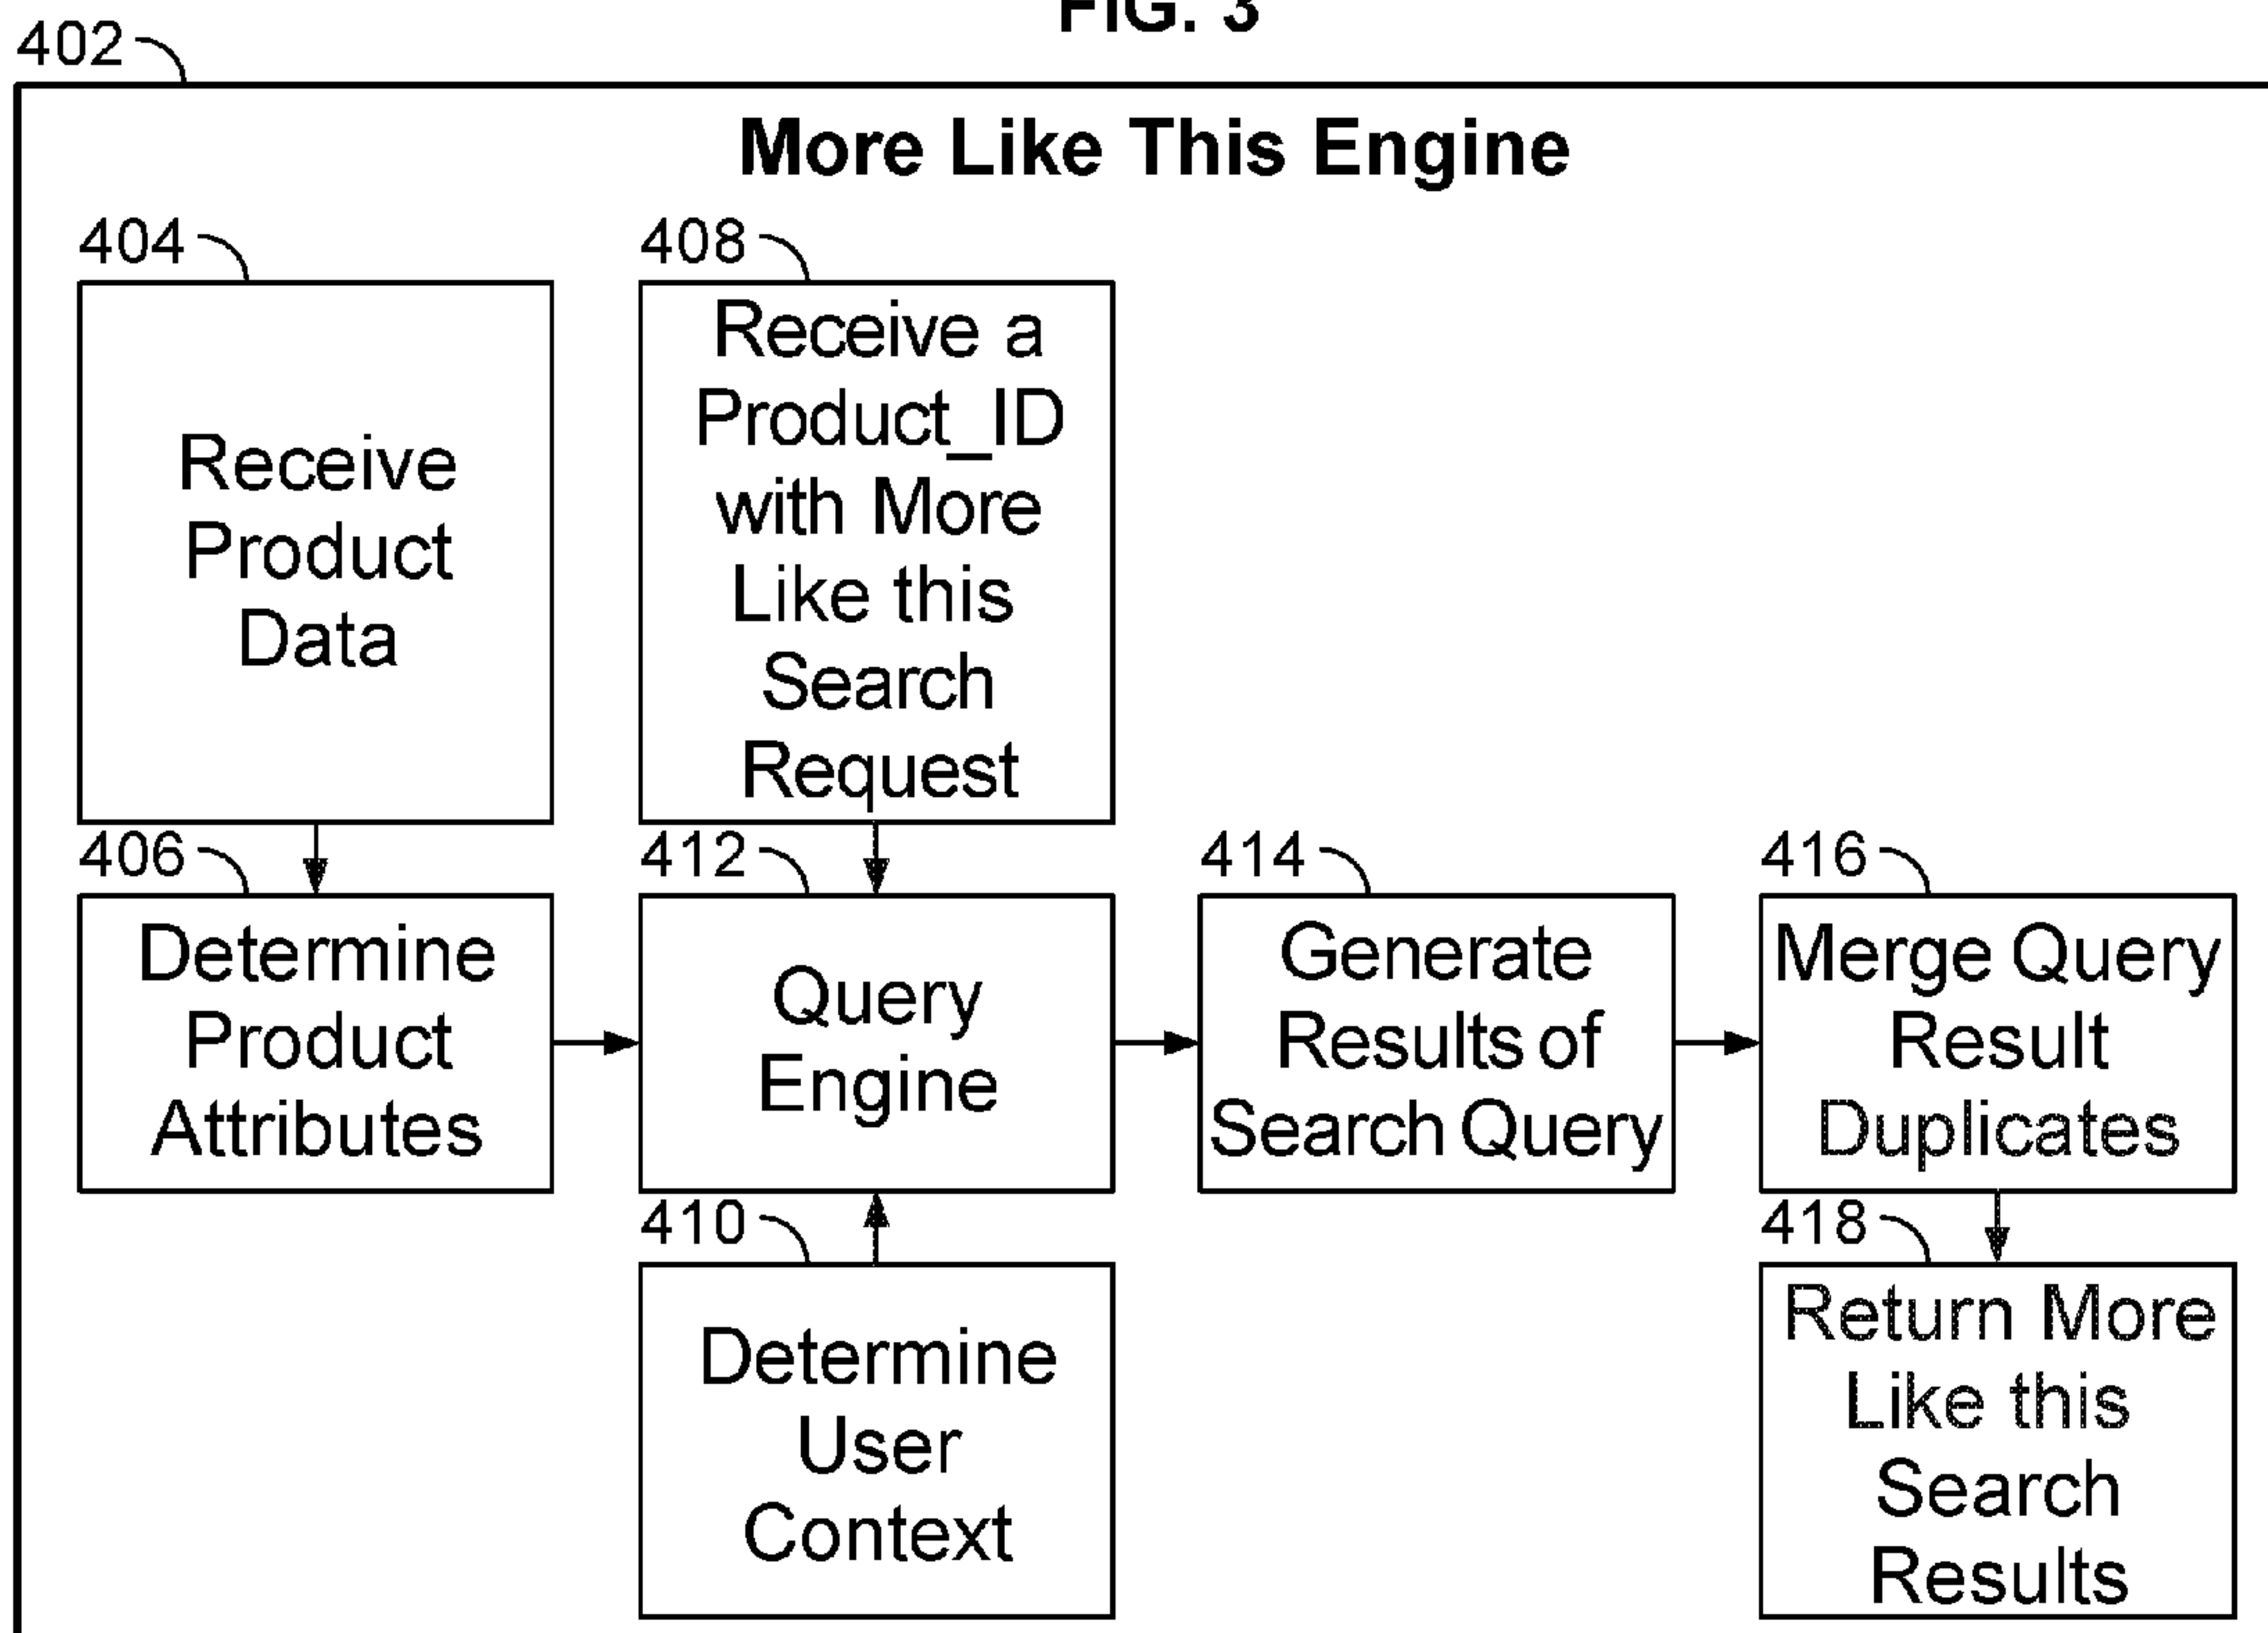 FIG. 3
402
More Like This Engine
404
Receive
Product
Data
408
Receive a
Product_ID
with More
Like this
Search
Request
406
Determine
Product
Attributes
412
Query
Engine
414
Generate
Results of
Search Query
416
Merge Query
Result
Duplicates
410
Determine
User
Context
418
Return More
Like this
Search
Results